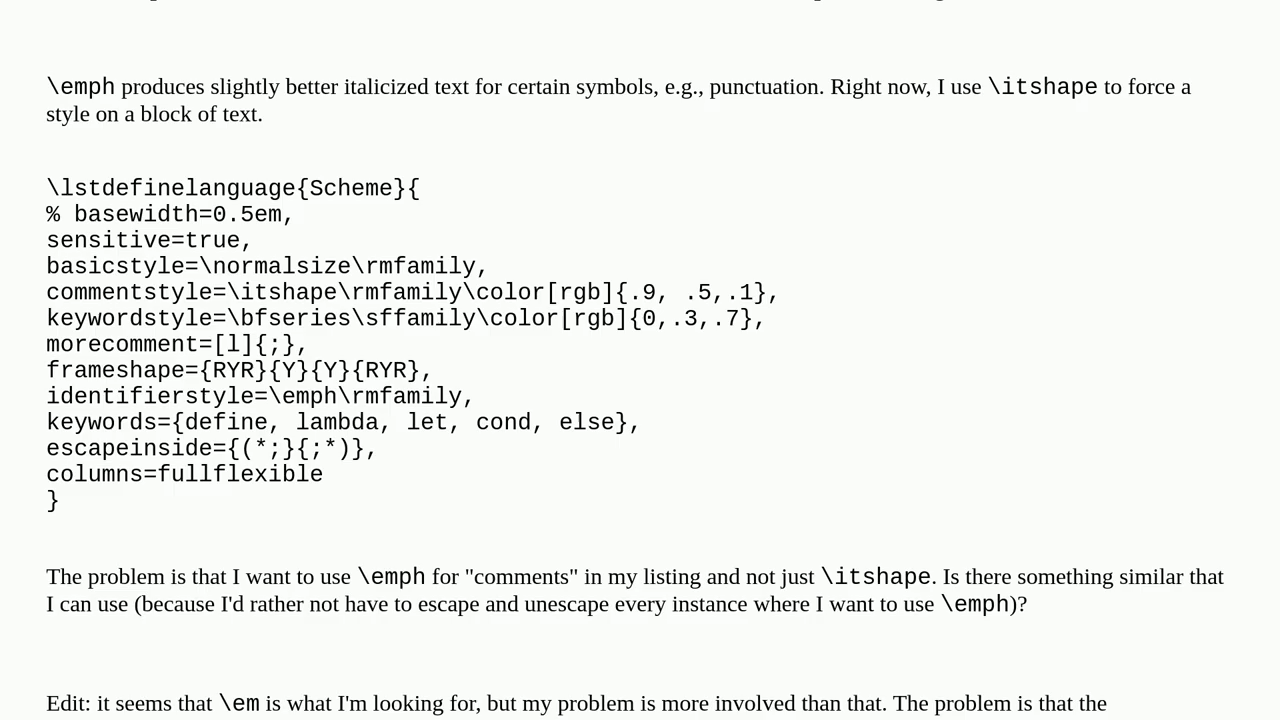 \emph produces slightly better italicized text for certain symbols, e.g., punctuation. Right now, I use \itshape to force a
style on a block of text.
\lstdefinelanguage{Scheme}{
% basewidth=0.5em,
sensitive=true,
basicstyle=\normalsize\rmfamily,
commentstyle=\itshape\rmfamily\color[rgb]{.9, .5,.1},
keywordstyle=\bfseries\sffamily\color[rgb]{0,.3,.7},
morecomment=[l]{;},
frameshape={RYR}{Y}{Y}{RYR},
identifierstyle=\emph\rmfamily,
keywords={define, lambda, let, cond, else},
escapeinside={(*;}{;*)},
columns=fullflexible
}
The problem is that I want to use \emph for "comments" in my listing and not just \itshape. Is there something similar that
I can use (because I'd rather not have to escape and unescape every instance where I want to use \emph)?
Edit: it seems that \em is what I'm looking for, but my problem is more involved than that. The problem is that the